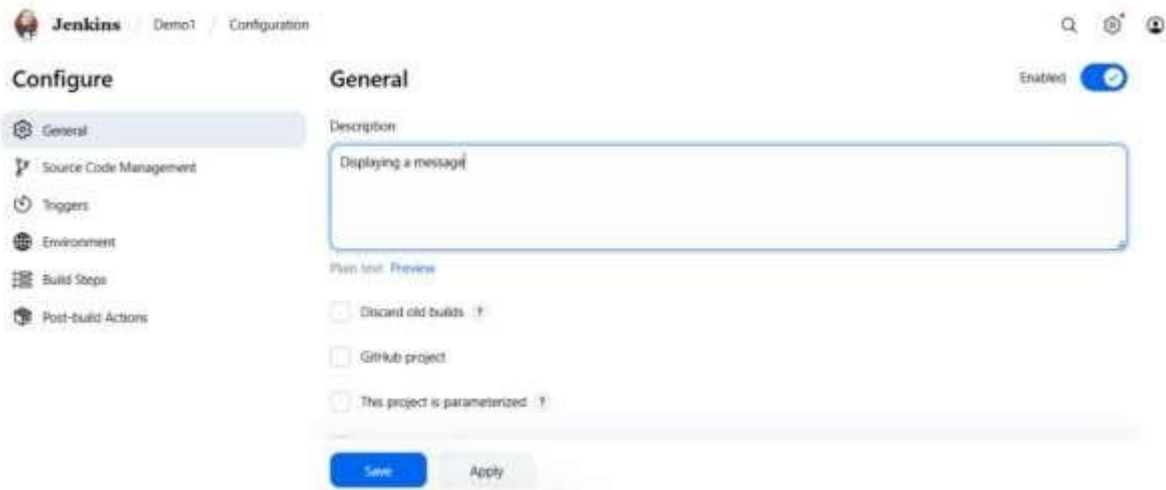 Jenkins / Demo1 / Configuration
Configure
General
Source Code Management
Triggers
Environment
Build Steps
Post-build Actions
General
Enabled
Description
Displaying a message
Plain text Preview
Discard old builds ?
GitHub project
This project is parameterized ?
Save Apply